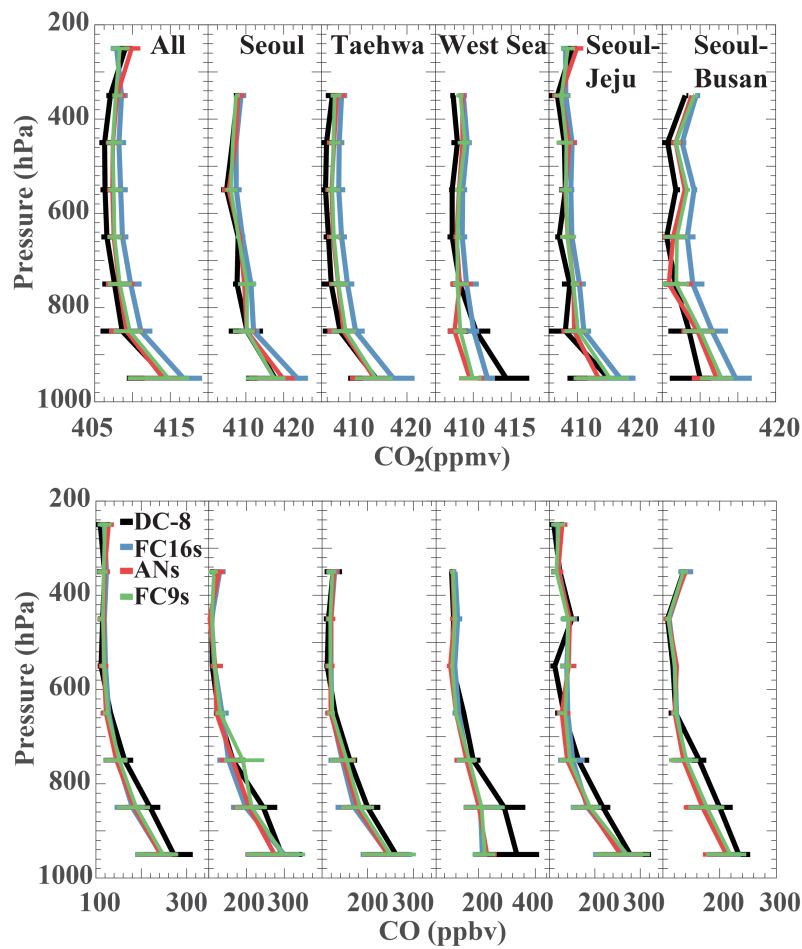 All Seoul Taehwa West Sea Seoul-Jeju Seoul-Busan
200
400
600
800
1000
Pressure (hPa)
405 415 410 420 410 420 410 415 410 420 410 420
CO2(ppmv)
DC-8
FC16s
ANs
FC9s
200
400
600
800
1000
Pressure (hPa)
100 300 200 300 200 300 200 400 200 300 200 300
CO (ppbv)